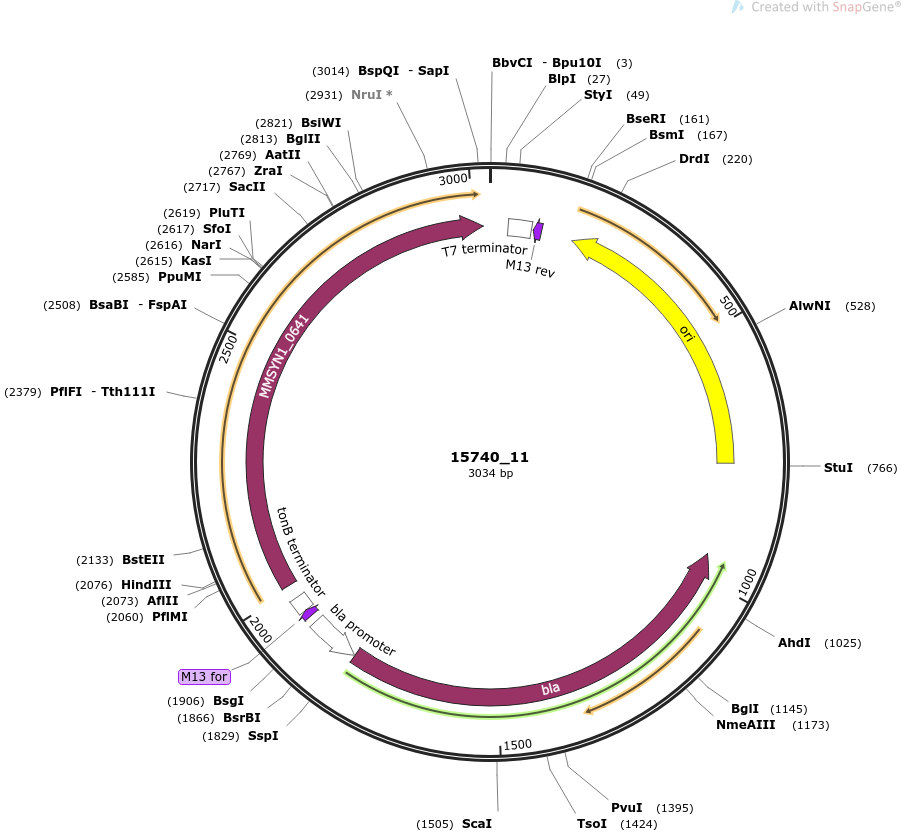 Created with SnapGene®
(3014) BspQI - SapI
(2931) NruI *
(2821) BsiWI
(2813) BglII
(2769) AatII
(2767) ZraI
(2717) SacII
(2619) PluTI
(2617) SfoI
(2616) NarI
(2615) KasI
(2585) PpuMI
(2508) BsaBI - FspAI
(2379) PflFI - Tth111I
(2133) BstEII
(2076) HindIII
(2073) AflII
(2060) PflMI
M13 for
(1906) BsgI
(1866) BsrBI
(1829) SspI
(1505) ScaI
BbvCI - Bpu10I (3)
BlpI (27)
StyI (49)
BseRI (161)
BsmI (167)
DrdI (220)
AlwNI (528)
StuI (766)
AhdI (1025)
BglI (1145)
NmeAIII (1173)
PvuI (1395)
TsoI (1424)
3000
500
1000
1500
2000
2500
T7 terminator
M13 rev
ori
MMSYN1_0641
tonB terminator
bla promoter
bla
15740_11
3034 bp